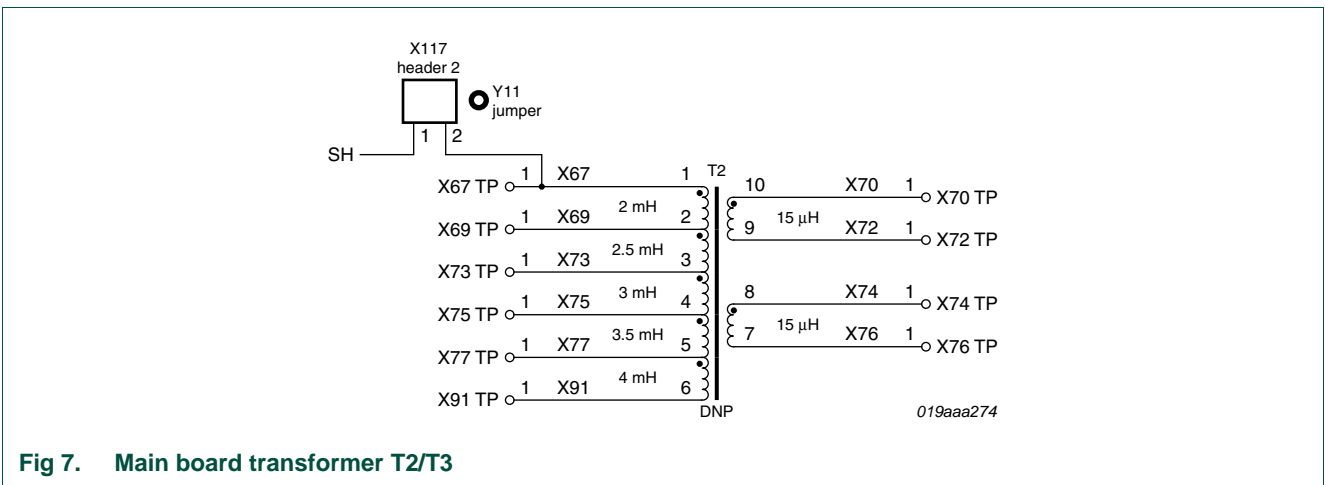 X117
header 2
Y11
jumper
1 2
SH
X67 TP 1 X67 1 T2 10 X70 1 X70 TP
2 mH
X69 TP 1 X69 2 15 μH 9 X72 1 X72 TP
2.5 mH
X73 TP 1 X73 3
3 mH
X75 TP 1 X75 4 8 X74 1 X74 TP
3.5 mH
X77 TP 1 X77 5 15 μH 7 X76 1 X76 TP
4 mH
X91 TP 1 X91 6
DNP
019aaa274
Fig 7. Main board transformer T2/T3